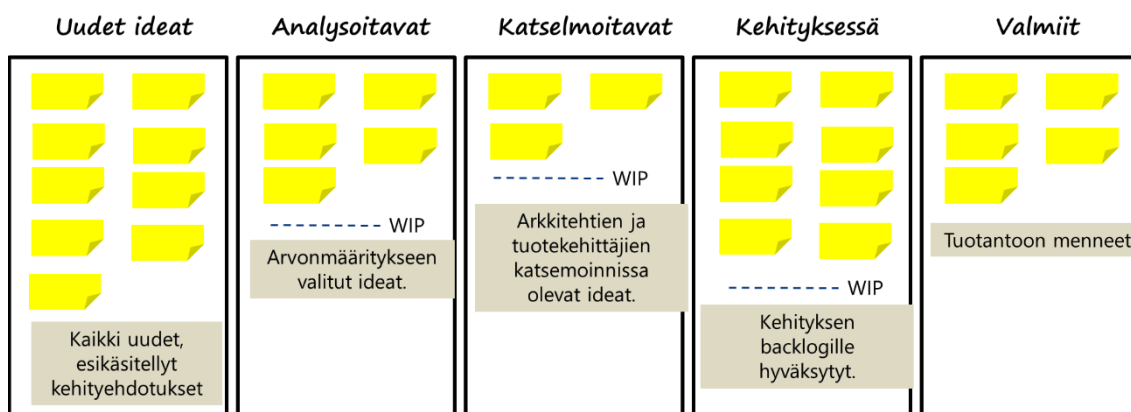 Uudet ideat
Analysoitavat
Katselmoitavat
Kehityksessä
Valmiit
Kaikki uudet,
esikäsitellyt
kehityehdotukset
WIP
Arvonmääritykseen
valitut ideat.
WIP
Arkkitehtien ja
tuotekehittäjien
katsemoinnissa
olevat ideat.
WIP
Kehityksen
backlogille
hyväksytyt.
Tuotantoon menneet